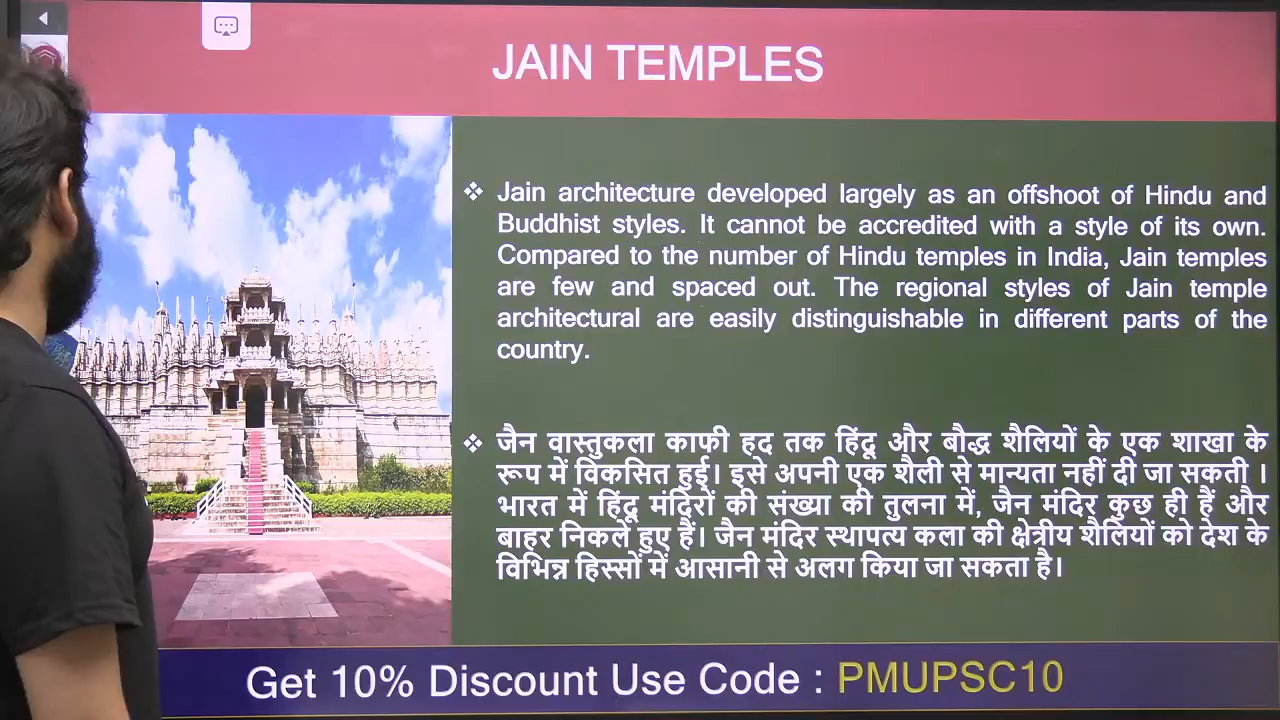 JAIN TEMPLES
❖ Jain architecture developed largely as an offshoot of Hindu and
Buddhist styles. It cannot be accredited with a style of its own.
Compared to the number of Hindu temples in India, Jain temples
are few and spaced out. The regional styles of Jain temple
architectural are easily distinguishable in different parts of the
country.
❖ जैन वास्तुकला काफी हद तक हिंदू और बौद्ध शैलियों के एक शाखा के
रूप में विकसित हुई। इसे अपनी एक शैली से मान्यता नहीं दी जा सकती ।
भारत में हिंदू मंदिरों की संख्या की तुलना में, जैन मंदिर कुछ ही हैं और
बाहर निकले हुए हैं। जैन मंदिर स्थापत्य कला की क्षेत्रीय शैलियों को देश के
विभिन्न हिस्सों में आसानी से अलग किया जा सकता है।
Get 10% Discount Use Code : PMUPSC10